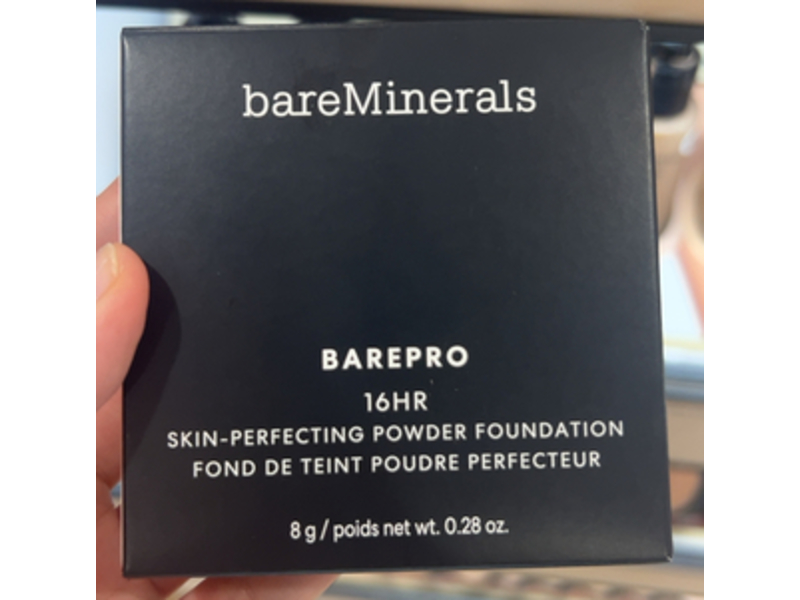 bareMinerals
BAREPRO
16HR
SKIN-PERFECTING POWDER FOUNDATION
FOND DE TEINT POUDRE PERFECTEUR
8 g / poids net wt. 0.28 oz.